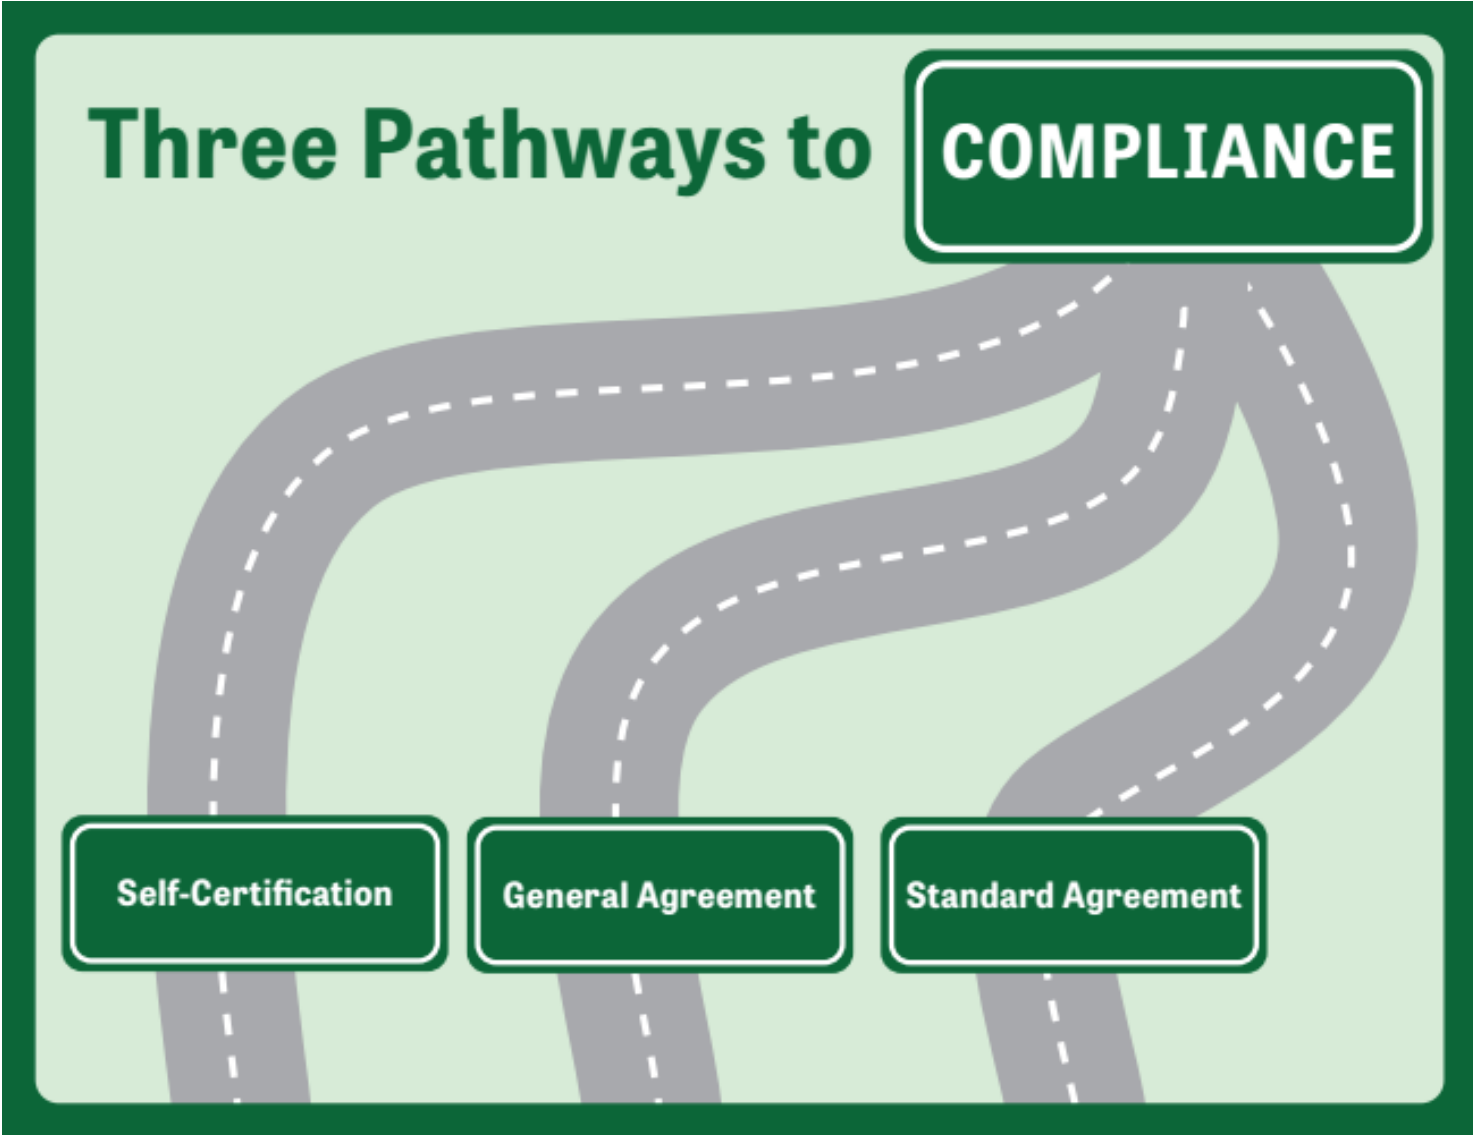 Three Pathways to COMPLIANCE
Self-Certification
General Agreement
Standard Agreement